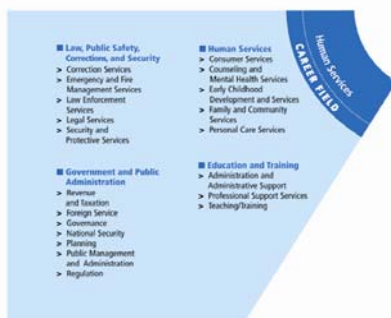 ■ Law, Public Safety,
Corrections, and Security
> Correction Services
> Emergency and Fire
Management Services
> Law Enforcement
Services
> Legal Services
> Security and
Protective Services
■ Human Services
> Consumer Services
> Counseling and
Mental Health Services
> Early Childhood
Development and Services
> Family and Community
Services
> Personal Care Services
Human Services
CAREER FIELD
■ Government and Public
Administration
> Revenue
and Taxation
> Foreign Service
> Governance
> National Security
> Planning
> Public Management
and Administration
> Regulation
■ Education and Training
> Administration and
Administrative Support
> Professional Support Services
> Teaching/Training